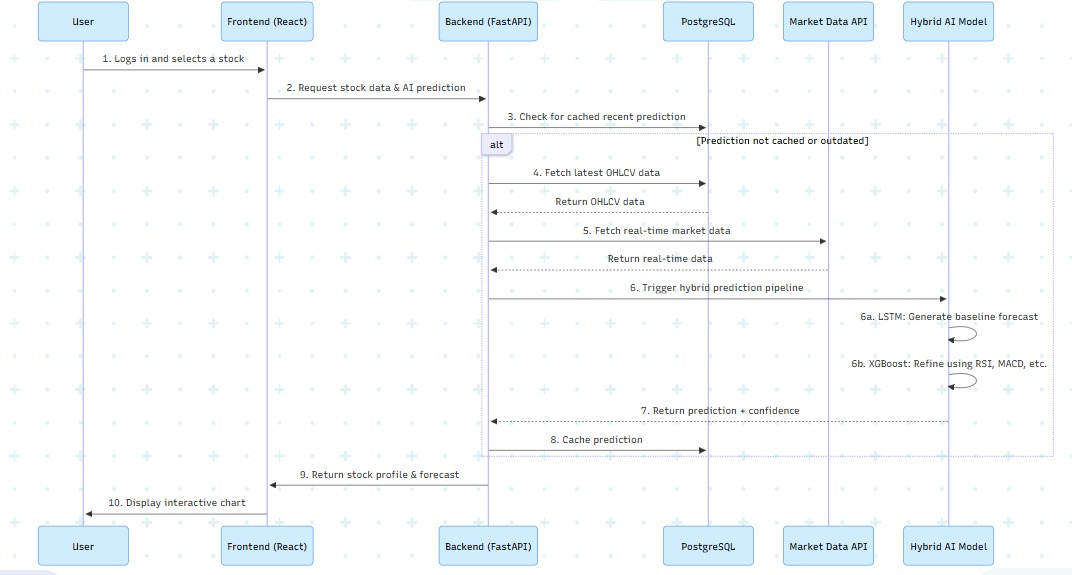 User
Frontend (React)
Backend (FastAPI)
PostgreSQL
Market Data API
Hybrid AI Model
1. Logs in and selects a stock
2. Request stock data & AI prediction
3. Check for cached recent prediction
alt
[Prediction not cached or outdated]
4. Fetch latest OHLCV data
Return OHLCV data
5. Fetch real-time market data
Return real-time data
6. Trigger hybrid prediction pipeline
6a. LSTM: Generate baseline forecast
6b. XGBoost: Refine using RSI, MACD, etc.
7. Return prediction + confidence
8. Cache prediction
9. Return stock profile & forecast
10. Display interactive chart
User
Frontend (React)
Backend (FastAPI)
PostgreSQL
Market Data API
Hybrid AI Model